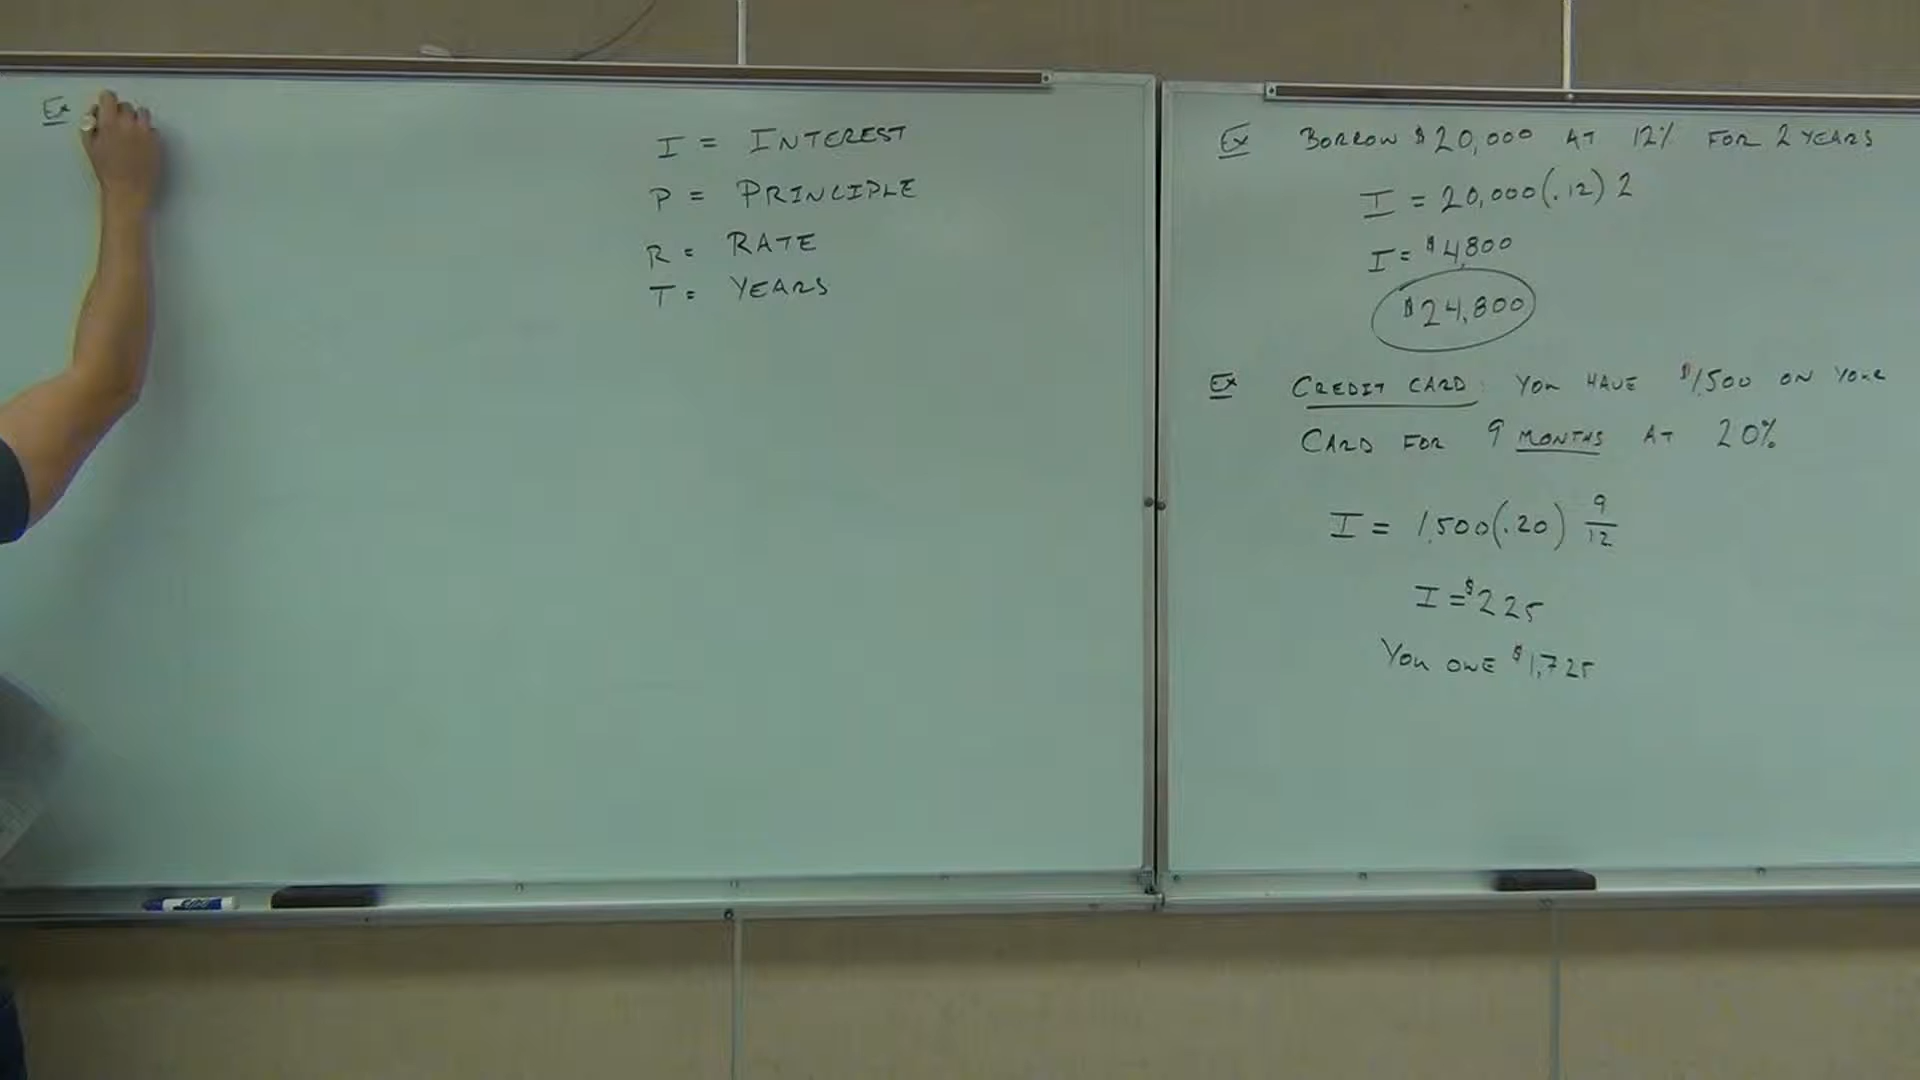 Ex
I = INTEREST
P = PRINCIPLE
R = RATE
T = YEARS
Ex BORROW $20,000 AT 12% FOR 2 YEARS
I = 20,000(.12) 2
I = $4,800
$24,800
Ex CREDIT CARD: YOU HAVE $1,500 ON YOUR
CARD FOR 9 MONTHS AT 20%
I = 1,500(.20) 9/12
I = $225
YOU OWE $1,725